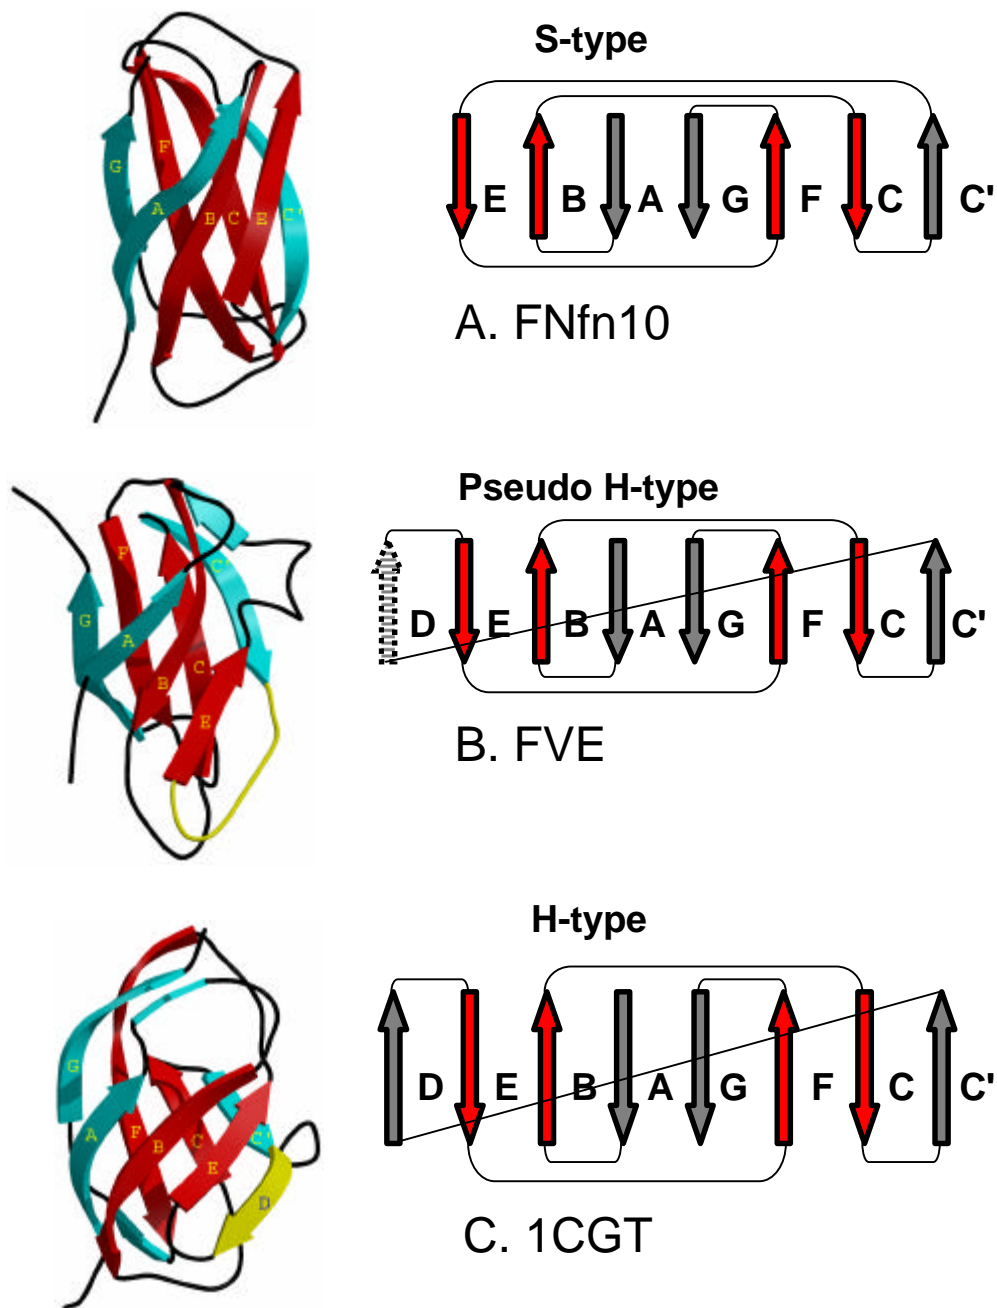 S-type
G F A B C E C'
E B A G F C C'
A. FNfn10
Pseudo H-type
F C' G A B C E
D E B A G F C C'
B. FVE
H-type
G A F B C E C' D
D E B A G F C C'
C. 1CGT